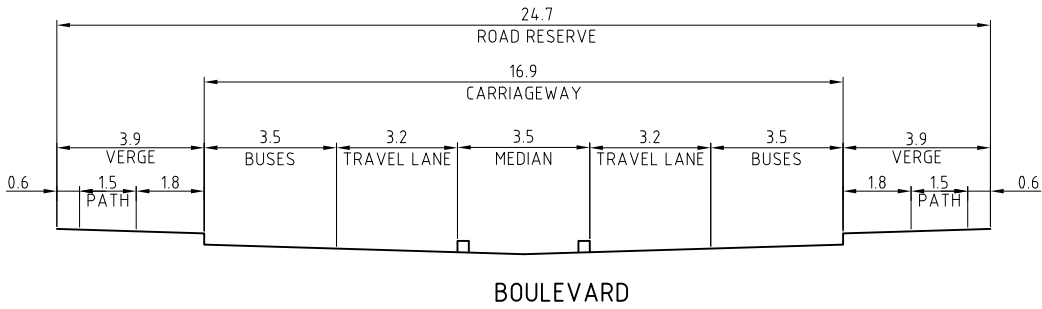 24.7
ROAD RESERVE
16.9
CARRIAGEWAY
3.9 3.5 3.2 3.5 3.2 3.5 3.9
VERGE BUSES TRAVEL LANE MEDIAN TRAVEL LANE BUSES VERGE
0.6 1.5 1.8 1.8 1.5 0.6
PATH PATH
BOULEVARD